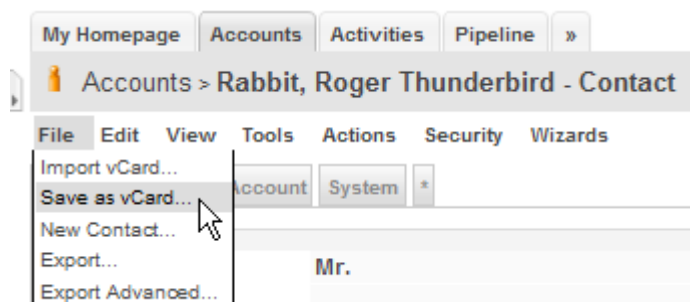 My Homepage Accounts Activities Pipeline »
Accounts > Rabbit, Roger Thunderbird - Contact
File Edit View Tools Actions Security Wizards
Import vCard...
Save as vCard... Account System *
New Contact...
Export... Mr.
Export Advanced...